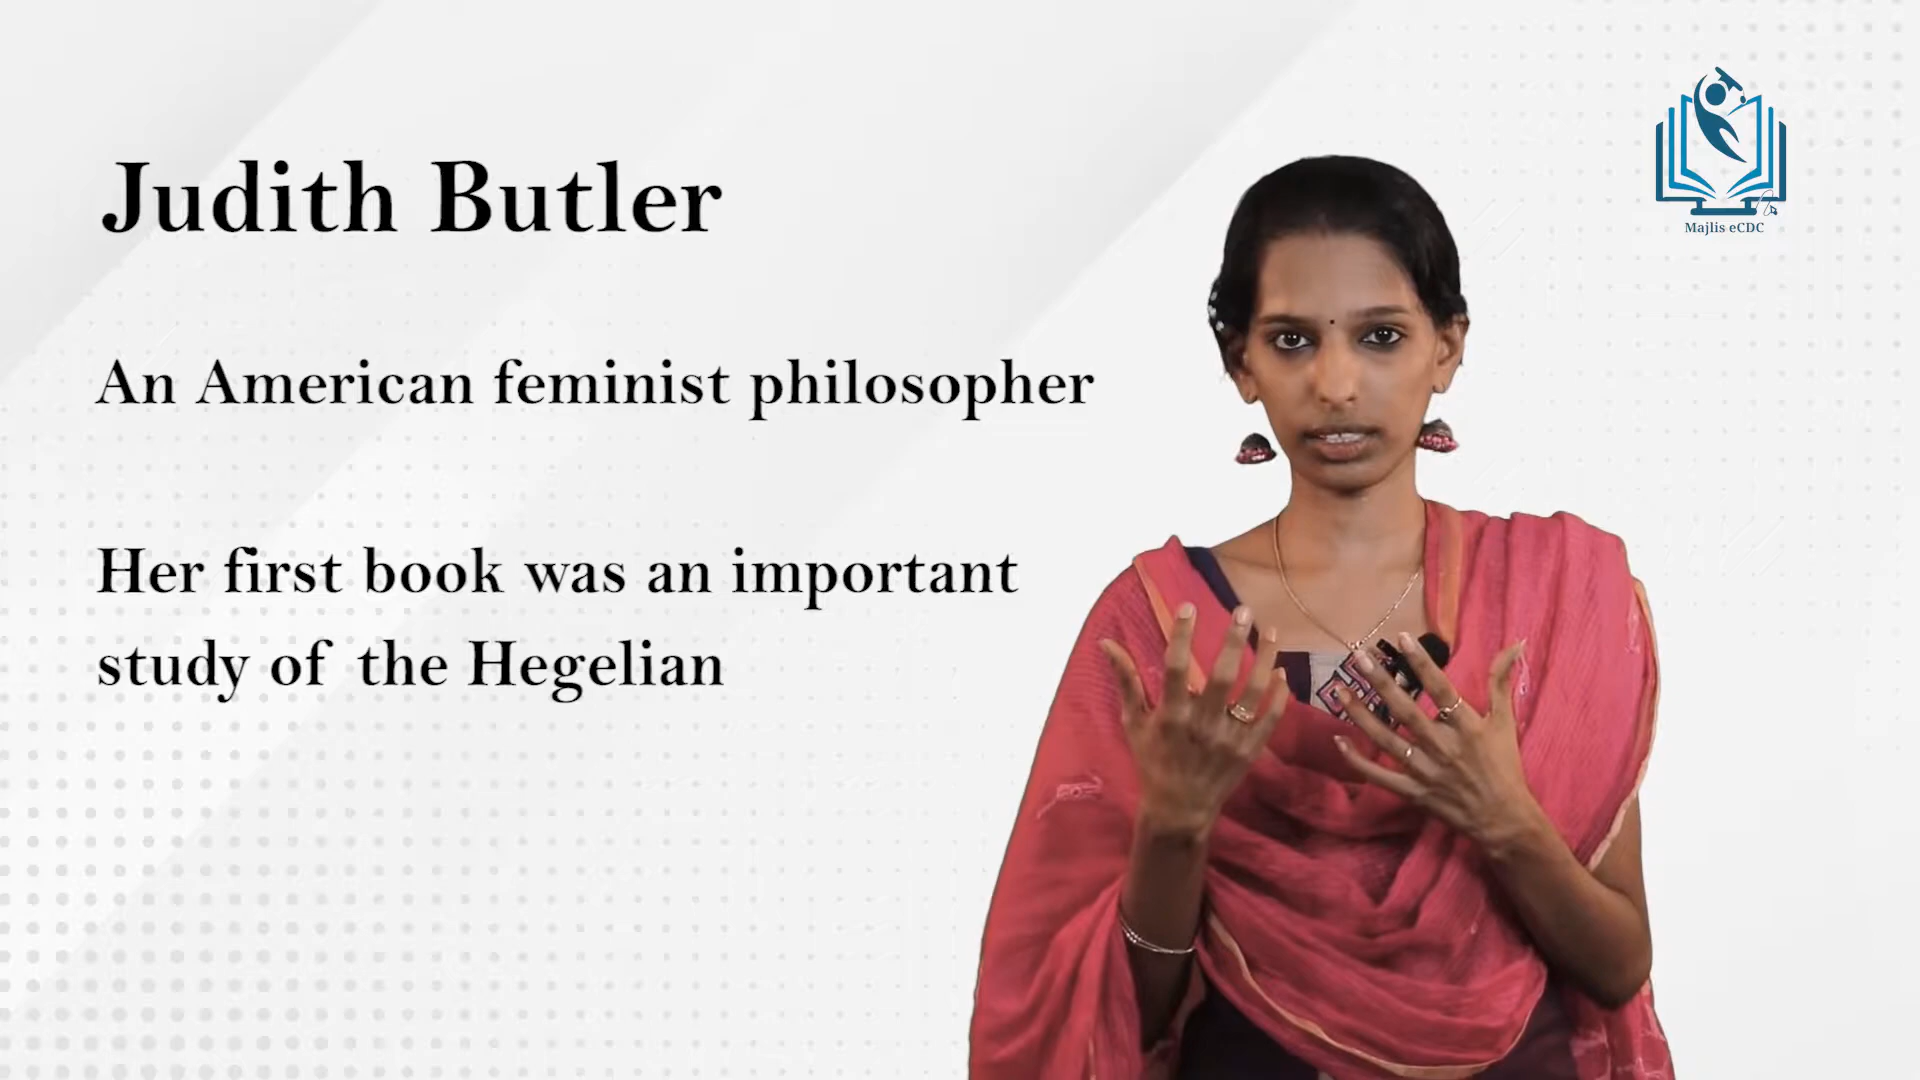 Judith Butler
An American feminist philosopher
Her first book was an important
study of the Hegelian
Majlis eCDC